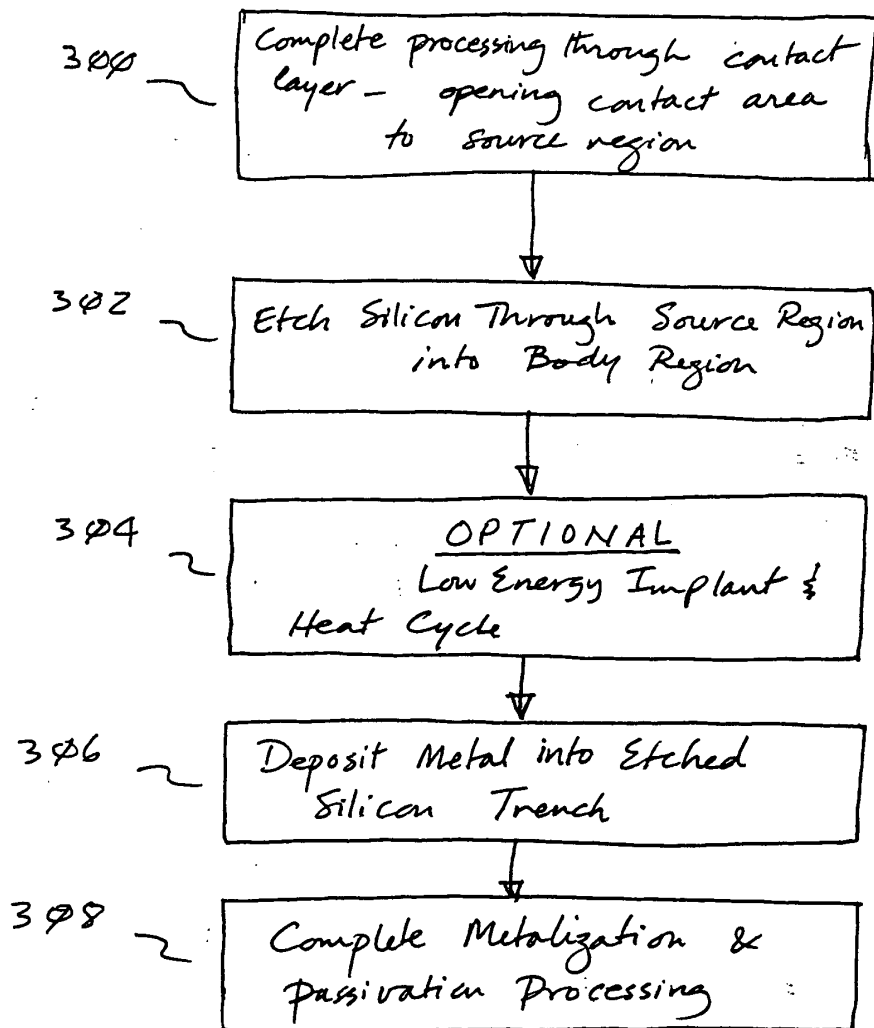 300
Complete processing through contact
layer - opening contact area
to source region
302
Etch Silicon Through Source Region
into Body Region
304
OPTIONAL
Low Energy Implant &
Heat Cycle
306
Deposit Metal into Etched
Silicon Trench
308
Complete Metalization &
Passivation Processing